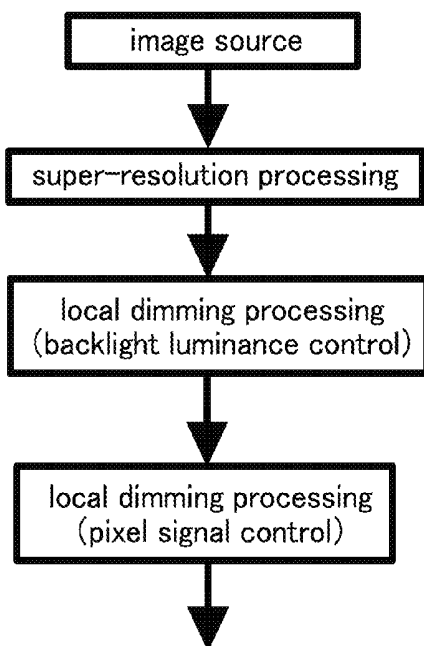 image source
super-resolution processing
local dimming processing
(backlight luminance control)
local dimming processing
(pixel signal control)